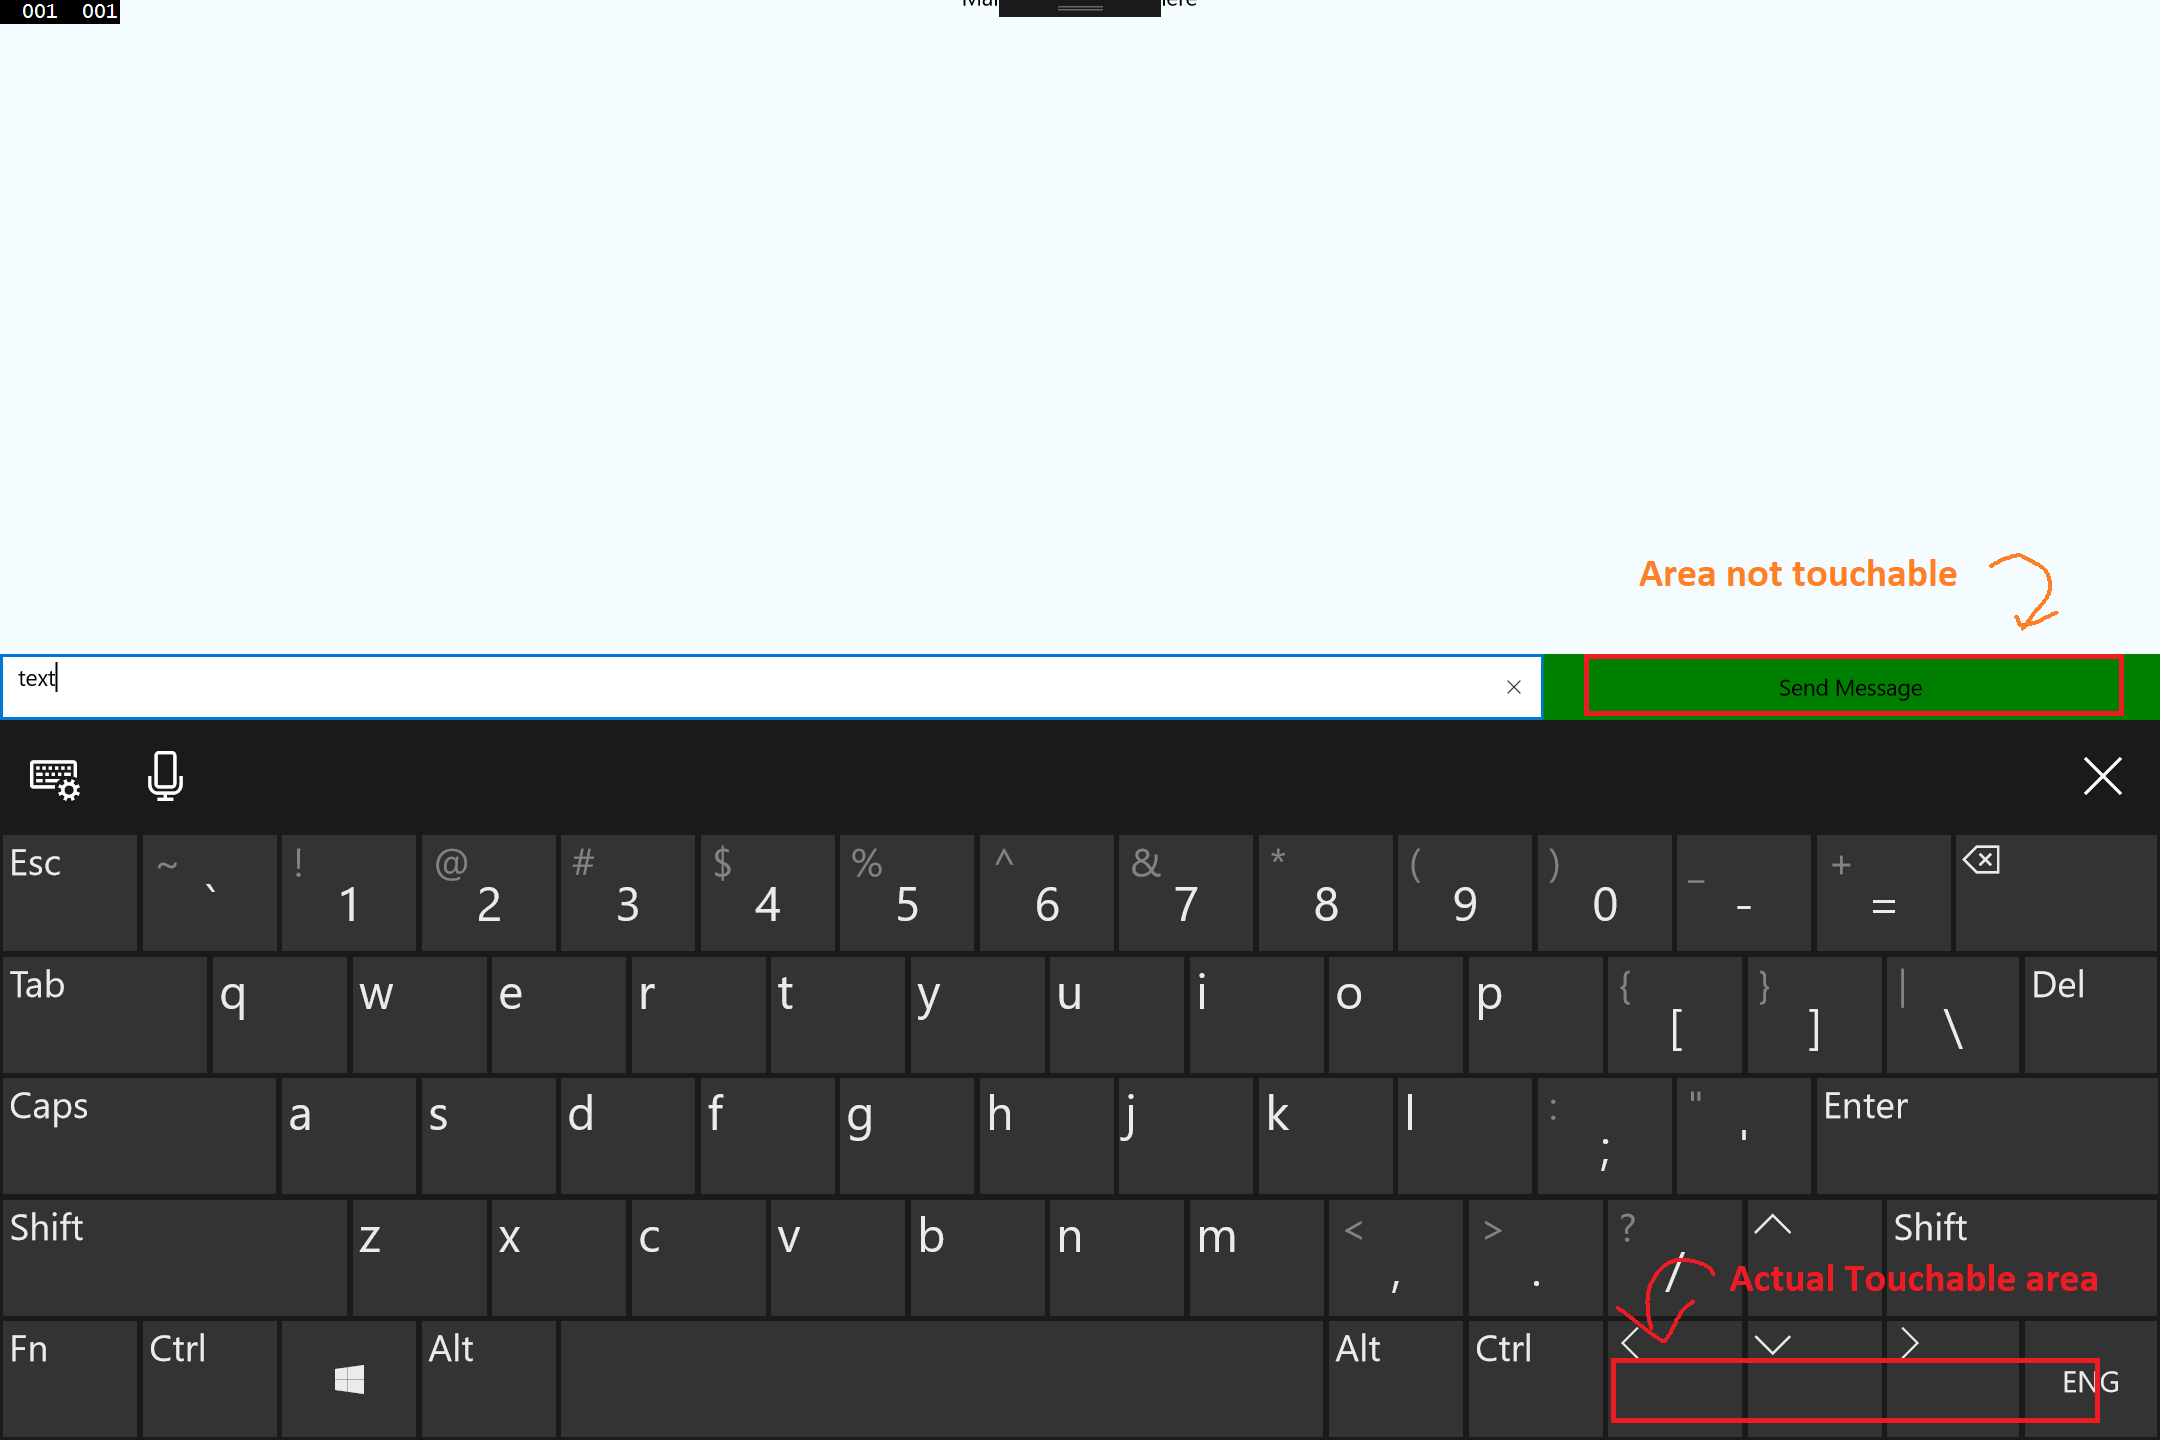 001 001
Area not touchable
text
Send Message
Esc ~ ` ! 1 @ 2 # 3 $ 4 % 5 ^ 6 & 7 * 8 ( 9 ) 0 _ - + =
Tab q w e r t y u i o p { [ } ] | \ Del
Caps a s d f g h j k l : ; " ' Enter
Shift z x c v b n m < , > . ? / Shift
Actual Touchable area
Fn Ctrl Alt Alt Ctrl ENG